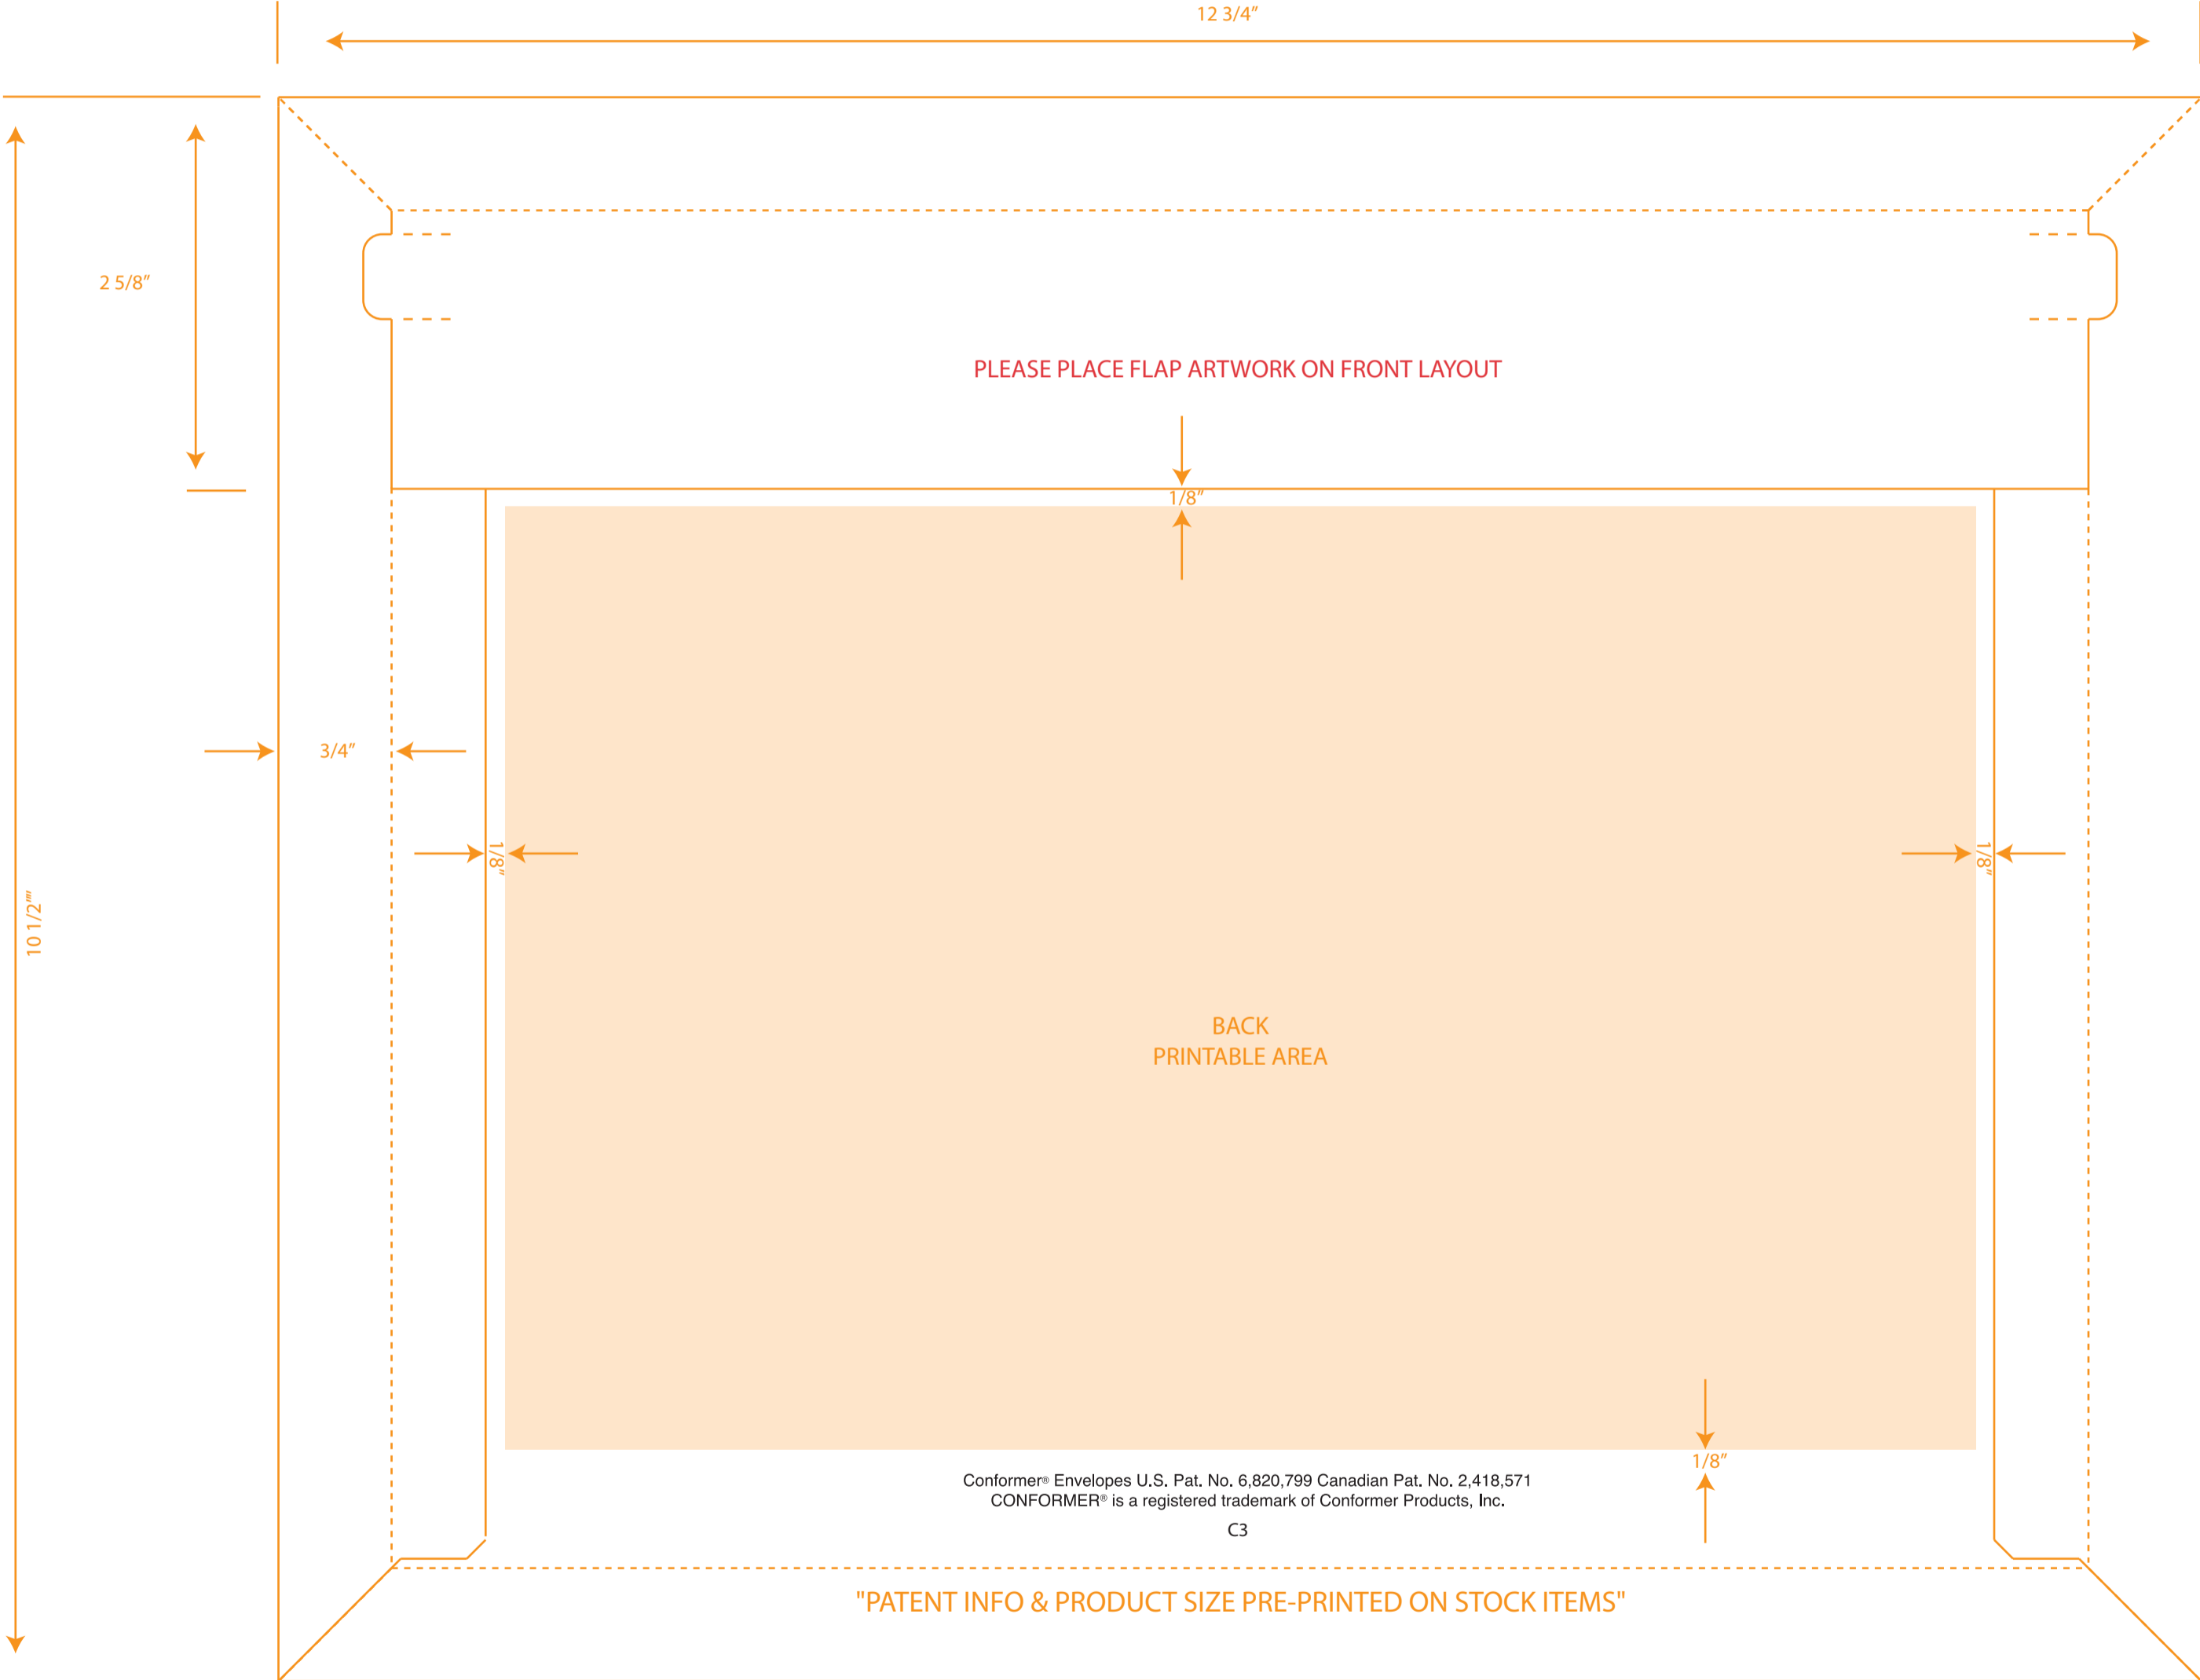 12 3/4"
2 5/8"
PLEASE PLACE FLAP ARTWORK ON FRONT LAYOUT
1/8"
3/4"
1/8"
1/8"
10 1/2""
BACK
PRINTABLE AREA
1/8"
Conformer® Envelopes U.S. Pat. No. 6,820,799 Canadian Pat. No. 2,418,571
CONFORMER® is a registered trademark of Conformer Products, Inc.
C3
"PATENT INFO & PRODUCT SIZE PRE-PRINTED ON STOCK ITEMS"